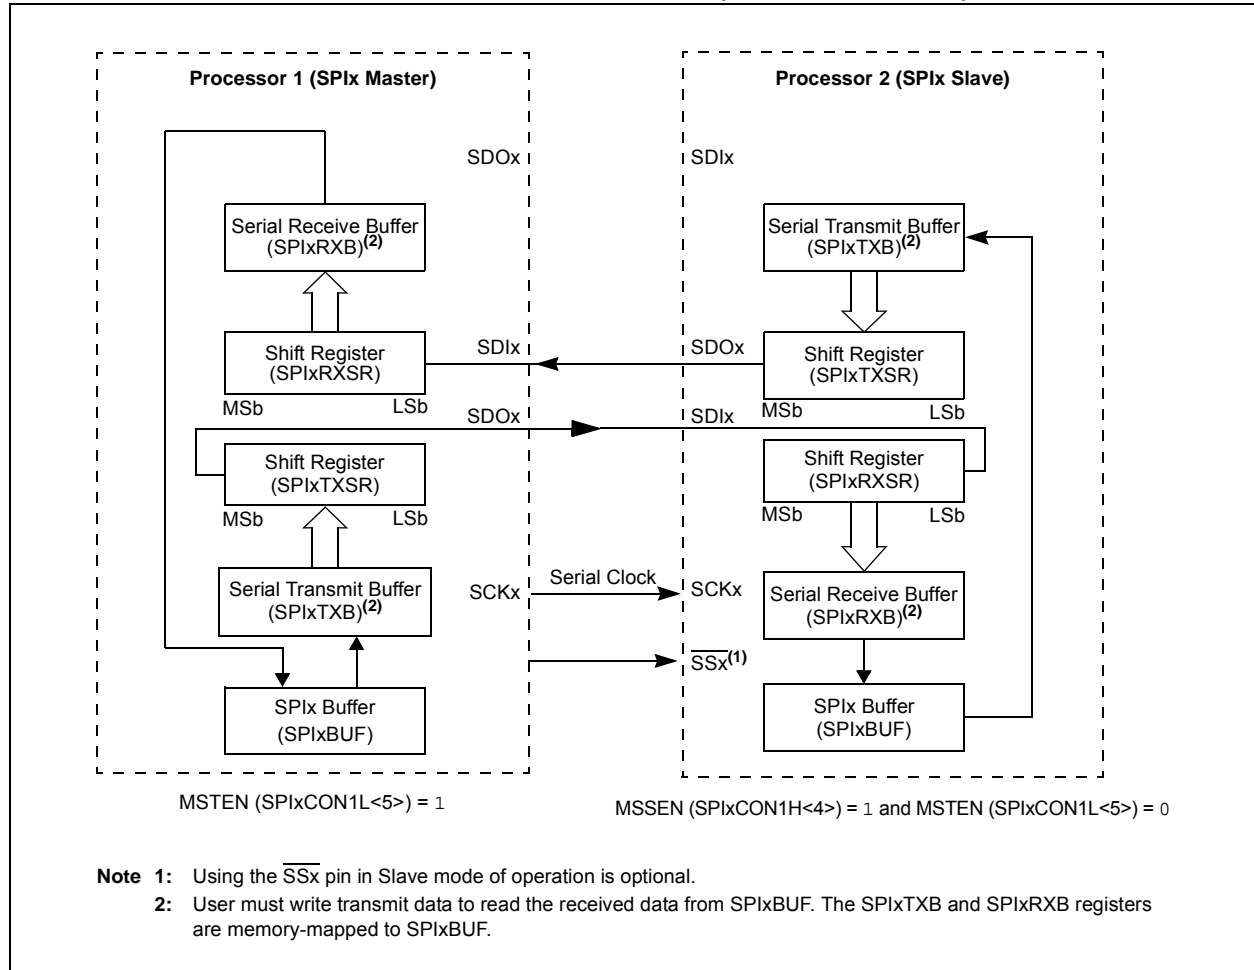 Processor 1 (SPIx Master)
Processor 2 (SPIx Slave)
SDOx
SDIx
Serial Receive Buffer
(SPIxRXB)(2)
Serial Transmit Buffer
(SPIxTXB)(2)
Shift Register
(SPIxRXSR)
SDIx
SDOx
Shift Register
(SPIxTXSR)
MSb
LSb
MSb
LSb
SDOx
SDIx
Shift Register
(SPIxTXSR)
Shift Register
(SPIxRXSR)
MSb
LSb
MSb
LSb
Serial Transmit Buffer
(SPIxTXB)(2)
SCKx
Serial Clock
SCKx
Serial Receive Buffer
(SPIxRXB)(2)
SSx(1)
SPIx Buffer
(SPIxBUF)
SPIx Buffer
(SPIxBUF)
MSTEN (SPIxCON1L<5>) = 1
MSSEN (SPIxCON1H<4>) = 1 and MSTEN (SPIxCON1L<5>) = 0
Note 1: Using the SSx pin in Slave mode of operation is optional.
2: User must write transmit data to read the received data from SPIxBUF. The SPIxTXB and SPIxRXB registers
are memory-mapped to SPIxBUF.